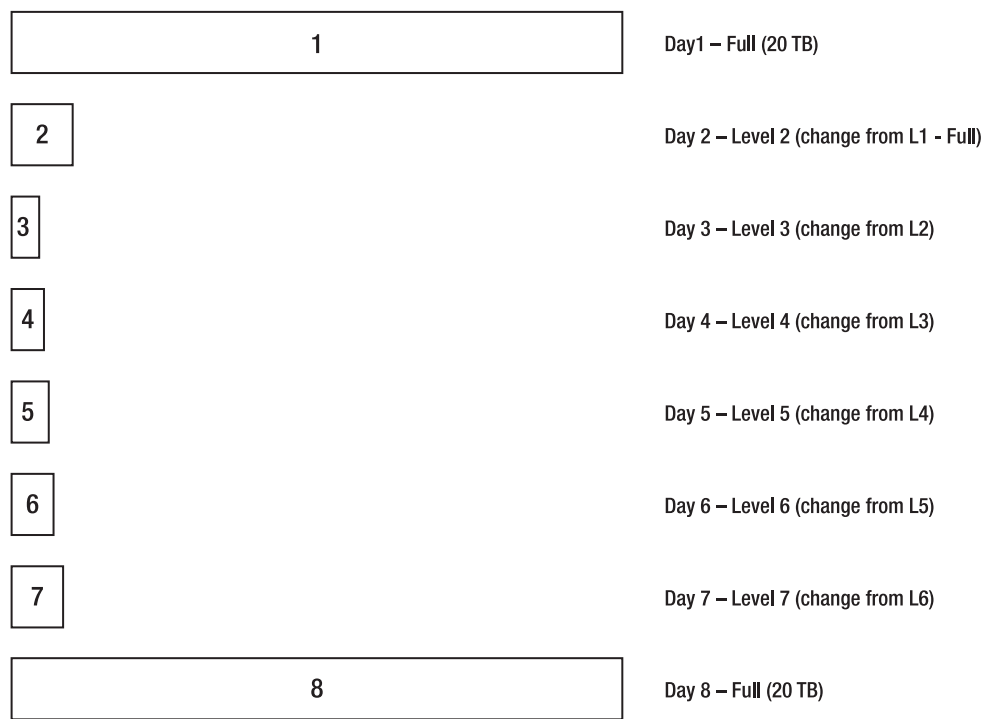 1 Day1 – Full (20 TB)
2 Day 2 – Level 2 (change from L1 - Full)
3 Day 3 – Level 3 (change from L2)
4 Day 4 – Level 4 (change from L3)
5 Day 5 – Level 5 (change from L4)
6 Day 6 – Level 6 (change from L5)
7 Day 7 – Level 7 (change from L6)
8 Day 8 – Full (20 TB)